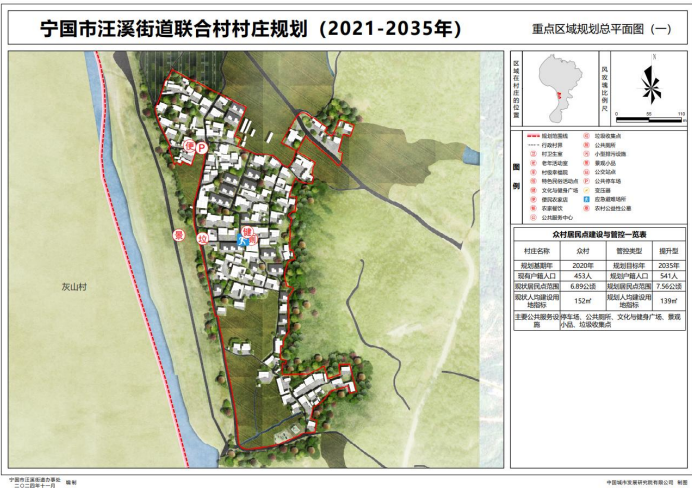 宁国市汪溪街道联合村村庄规划（2021-2035年）
重点区域规划总平面图（一）
区域在村庄的位置
风玫瑰比例尺
0 55 110
图例
规划范围线
行政村界
村卫生室
老年活动室
村级幸福院
特色民俗活动点
文化与健身广场
便民农家店
农家餐饮
公共服务中心
垃圾收集点
公共厕所
小型排污设施
景观小品
公交站点
P 公共停车场
变压器
应急避难场所
农村公益性公墓
便 P
景 垃 健
灰山村
众村居民点建设与管控一览表
村庄名称 众村 管控类型 提升型
规划基期年 2020年 规划目标年 2035年
现有户籍人口 453人 规划户籍人口 541人
现状居民点范围 6.89公顷 规划居民点范围 7.56公顷
现状人均建设用地指标 152㎡ 规划人均建设用地指标 139㎡
主要公共服务设施 停车场、公共厕所、文化与健身广场、景观小品、垃圾收集点
宁国市汪溪街道办事处 编制
二〇二四年十一月
中国城市发展研究院有限公司 制图